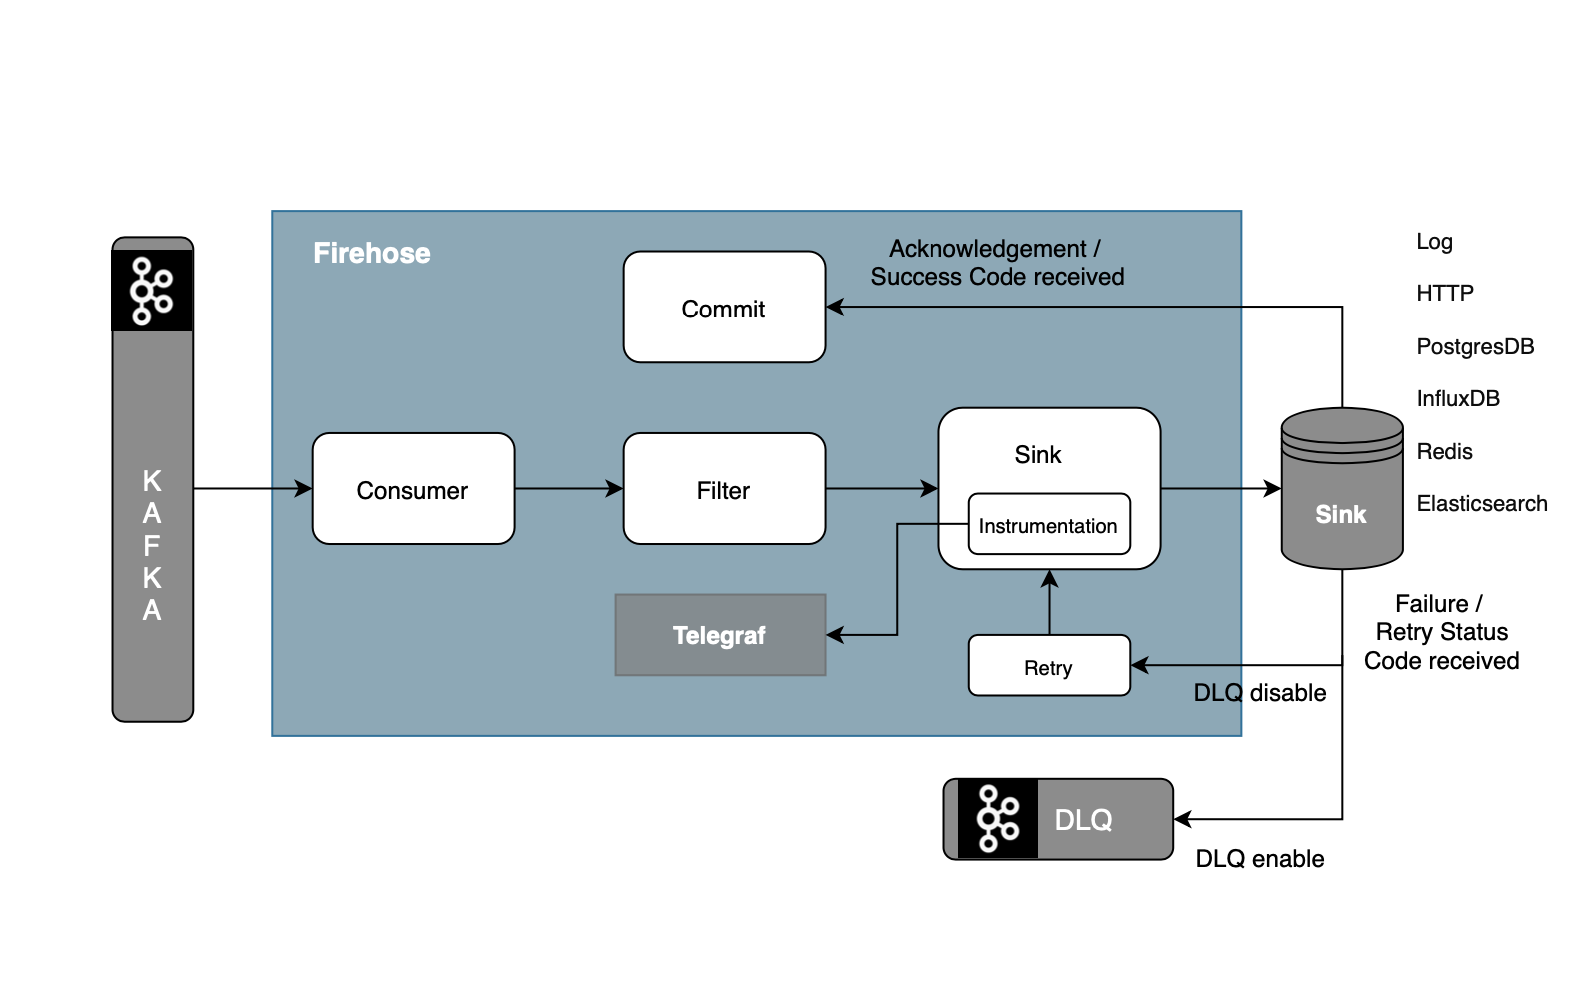 Firehose
Acknowledgement /
Success Code received
Commit
Log
HTTP
PostgresDB
InfluxDB
Redis
Elasticsearch
K
A
F
K
A
Consumer
Filter
Sink
Instrumentation
Sink
Telegraf
Retry
Failure /
Retry Status
Code received
DLQ disable
DLQ
DLQ enable